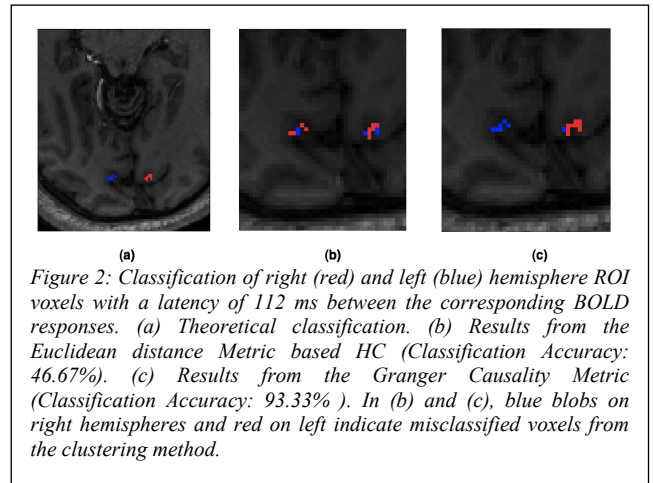 (a)
(b)
(c)
Figure 2: Classification of right (red) and left (blue) hemisphere ROI
voxels with a latency of 112 ms between the corresponding BOLD
responses. (a) Theoretical classification. (b) Results from the
Euclidean distance Metric based HC (Classification Accuracy:
46.67%). (c) Results from the Granger Causality Metric
(Classification Accuracy: 93.33% ). In (b) and (c), blue blobs on
right hemispheres and red on left indicate misclassified voxels from
the clustering method.